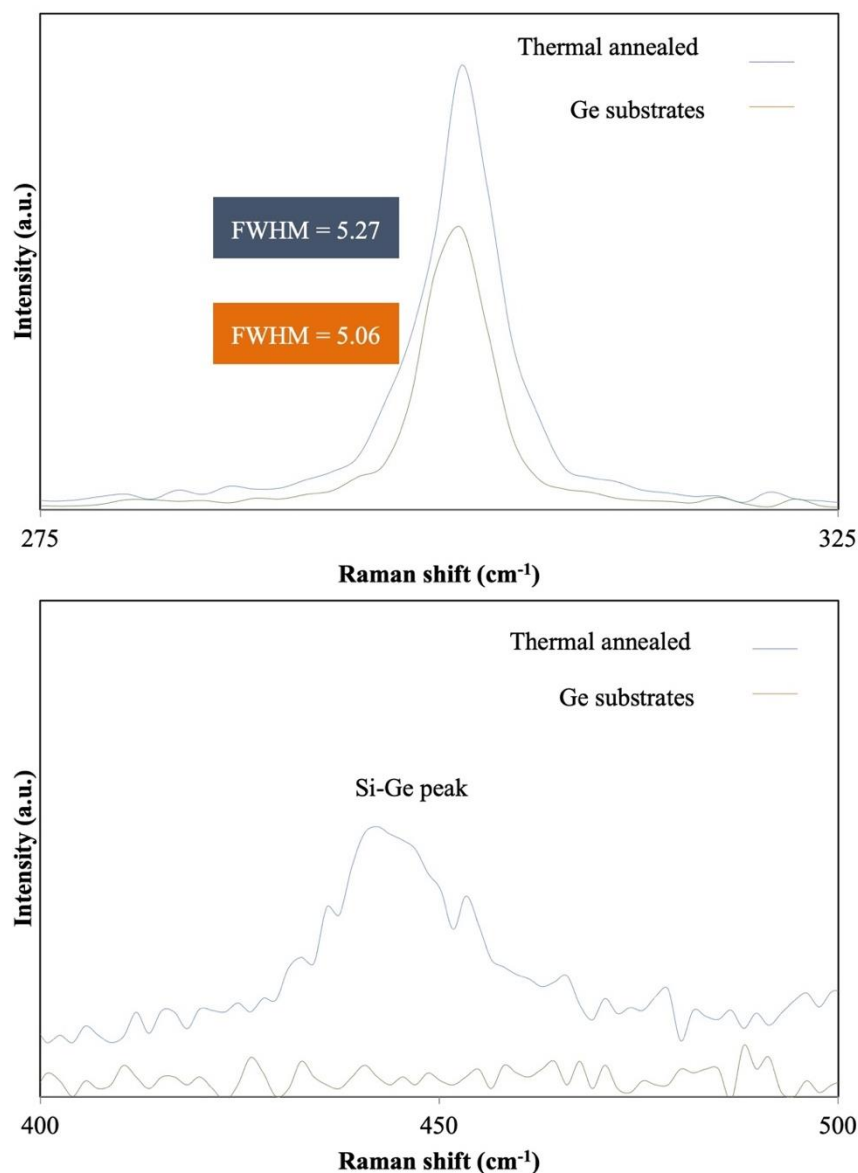 Thermal annealed
Ge substrates
Intensity (a.u.)
FWHM = 5.27
FWHM = 5.06
275
325
Raman shift (cm⁻¹)
Thermal annealed
Ge substrates
Intensity (a.u.)
Si-Ge peak
400
450
500
Raman shift (cm⁻¹)